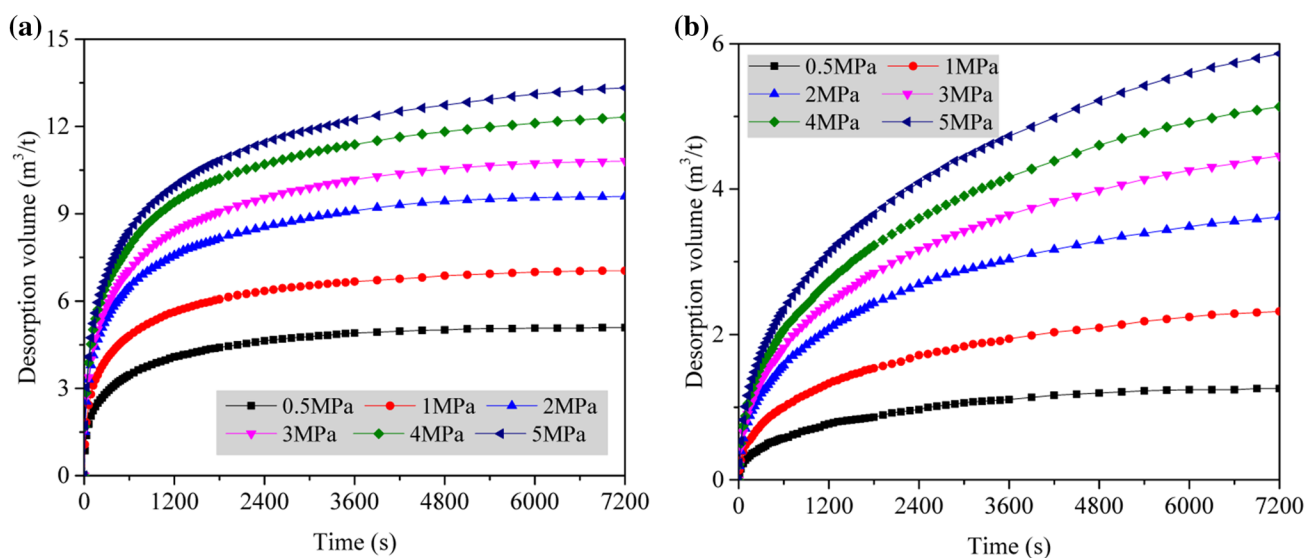 (a)
Desorption volume (m³/t)
15
12
9
6
3
0
0.5MPa 1MPa 2MPa
3MPa 4MPa 5MPa
0 1200 2400 3600 4800 6000 7200
Time (s)
(b)
Desorption volume (m³/t)
6
4
2
0
0.5MPa 1MPa
2MPa 3MPa
4MPa 5MPa
0 1200 2400 3600 4800 6000 7200
Time (s)